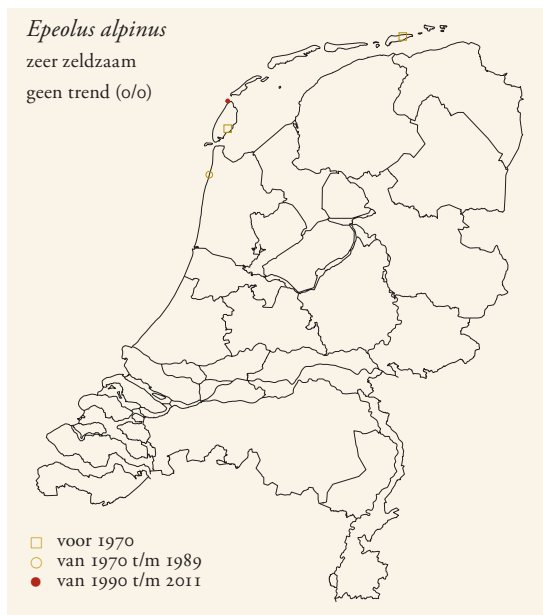 Epeolus alpinus
zeer zeldzaam
geen trend (0/0)
voor 1970
van 1970 t/m 1989
van 1990 t/m 2011